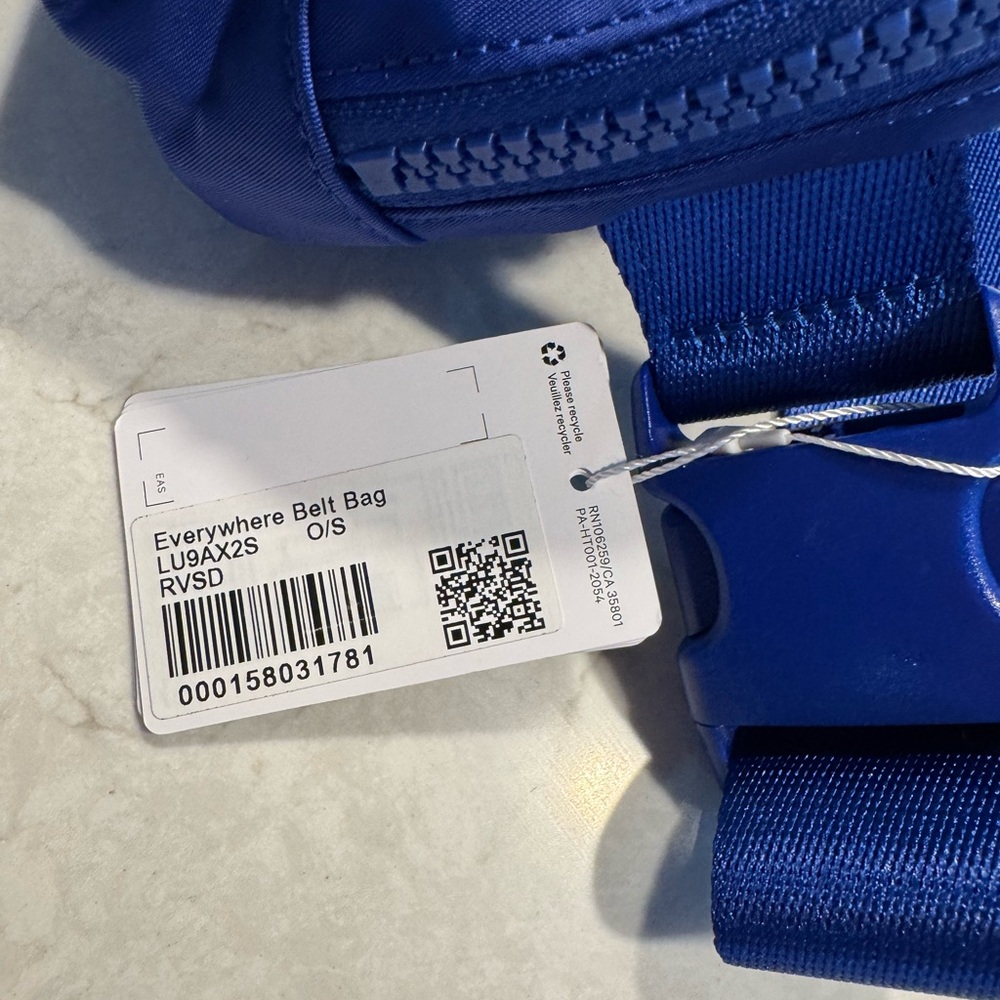 Please recycle
Veuillez recycler
EAS
Everywhere Belt Bag
LU9AX2S O/S
RVSD
000158031781
RN106259/CA 35801
PA-HT001-2054